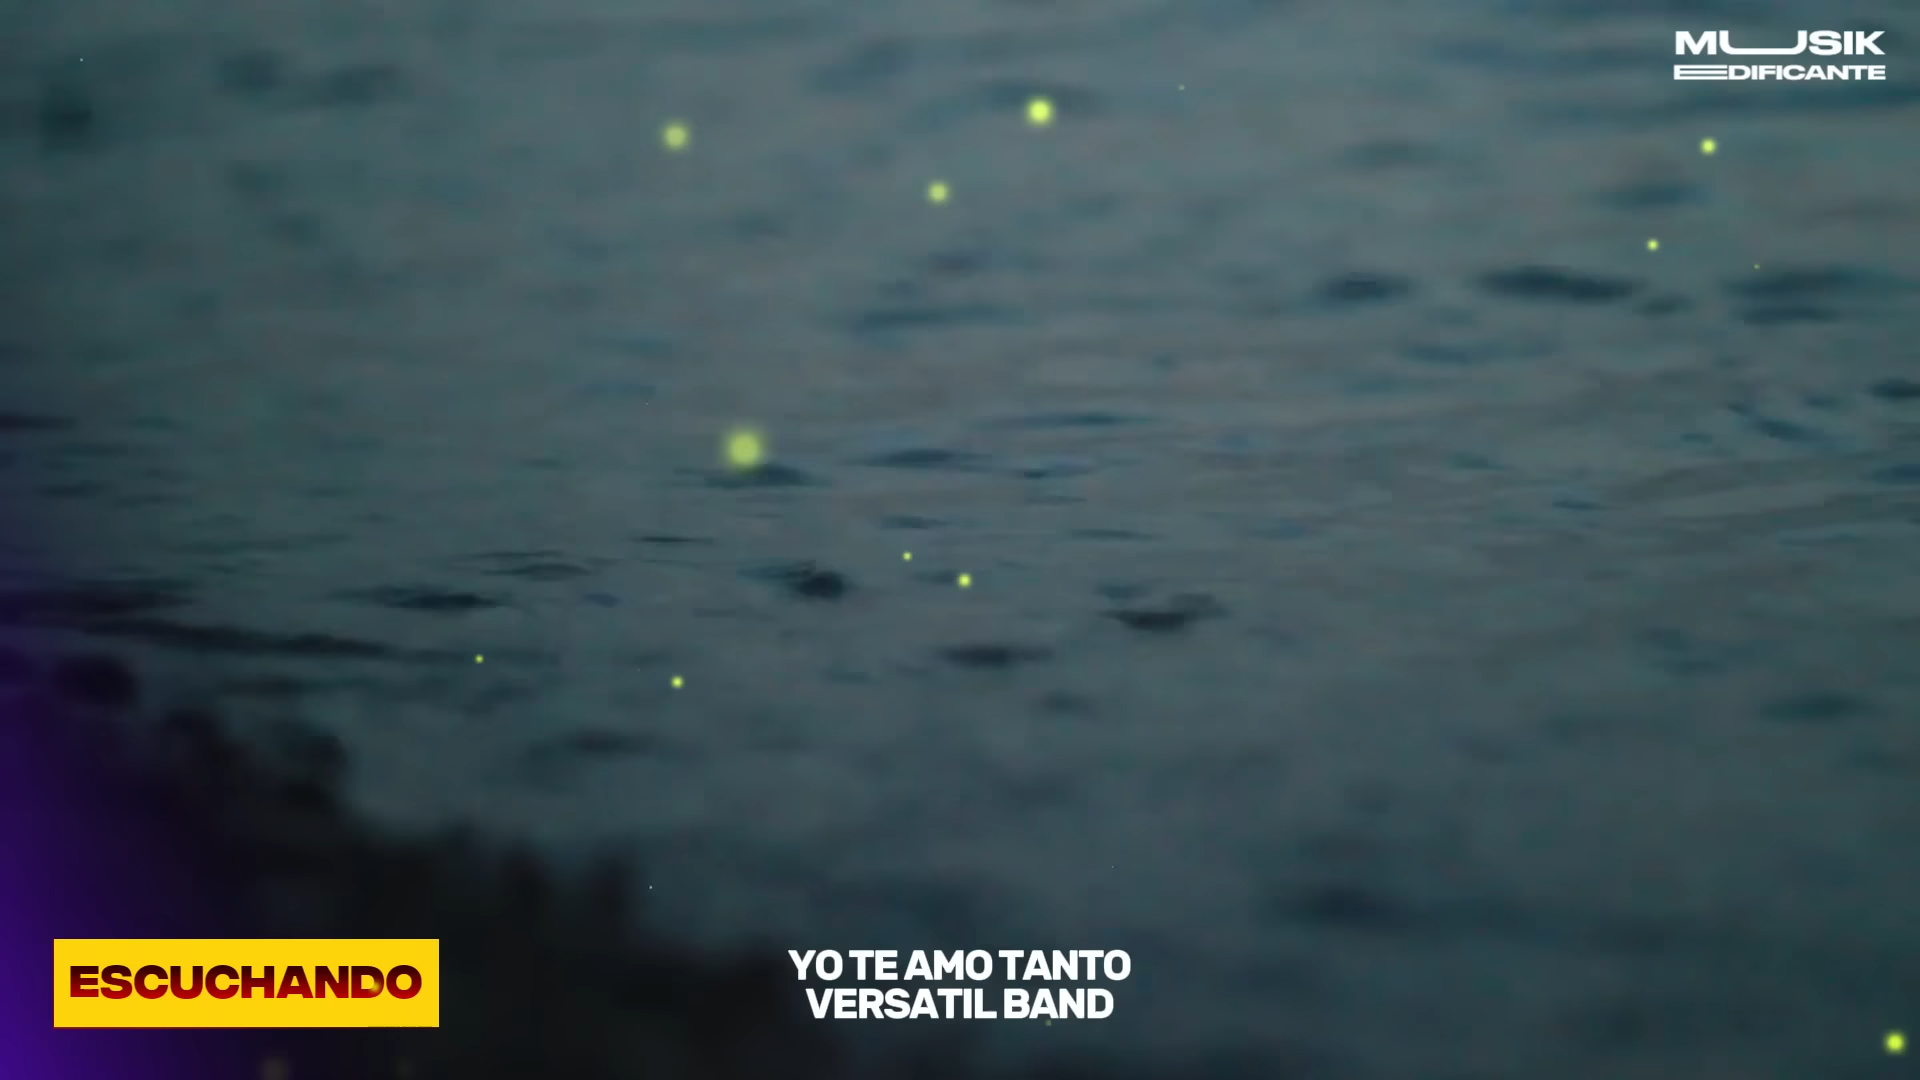 MUSIK
EDIFICANTE
ESCUCHANDO
YO TE AMO TANTO
VERSATIL BAND